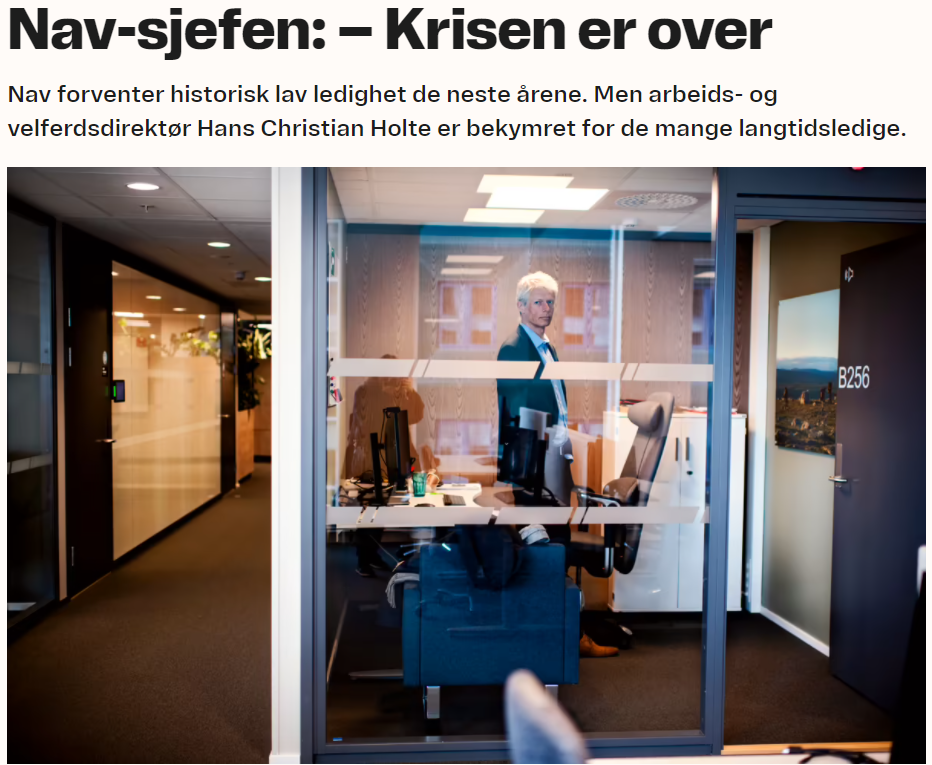 Nav-sjefen: – Krisen er over
Nav forventer historisk lav ledighet de neste årene. Men arbeids- og
velferdsdirektør Hans Christian Holte er bekymret for de mange langtidsledige.
B256